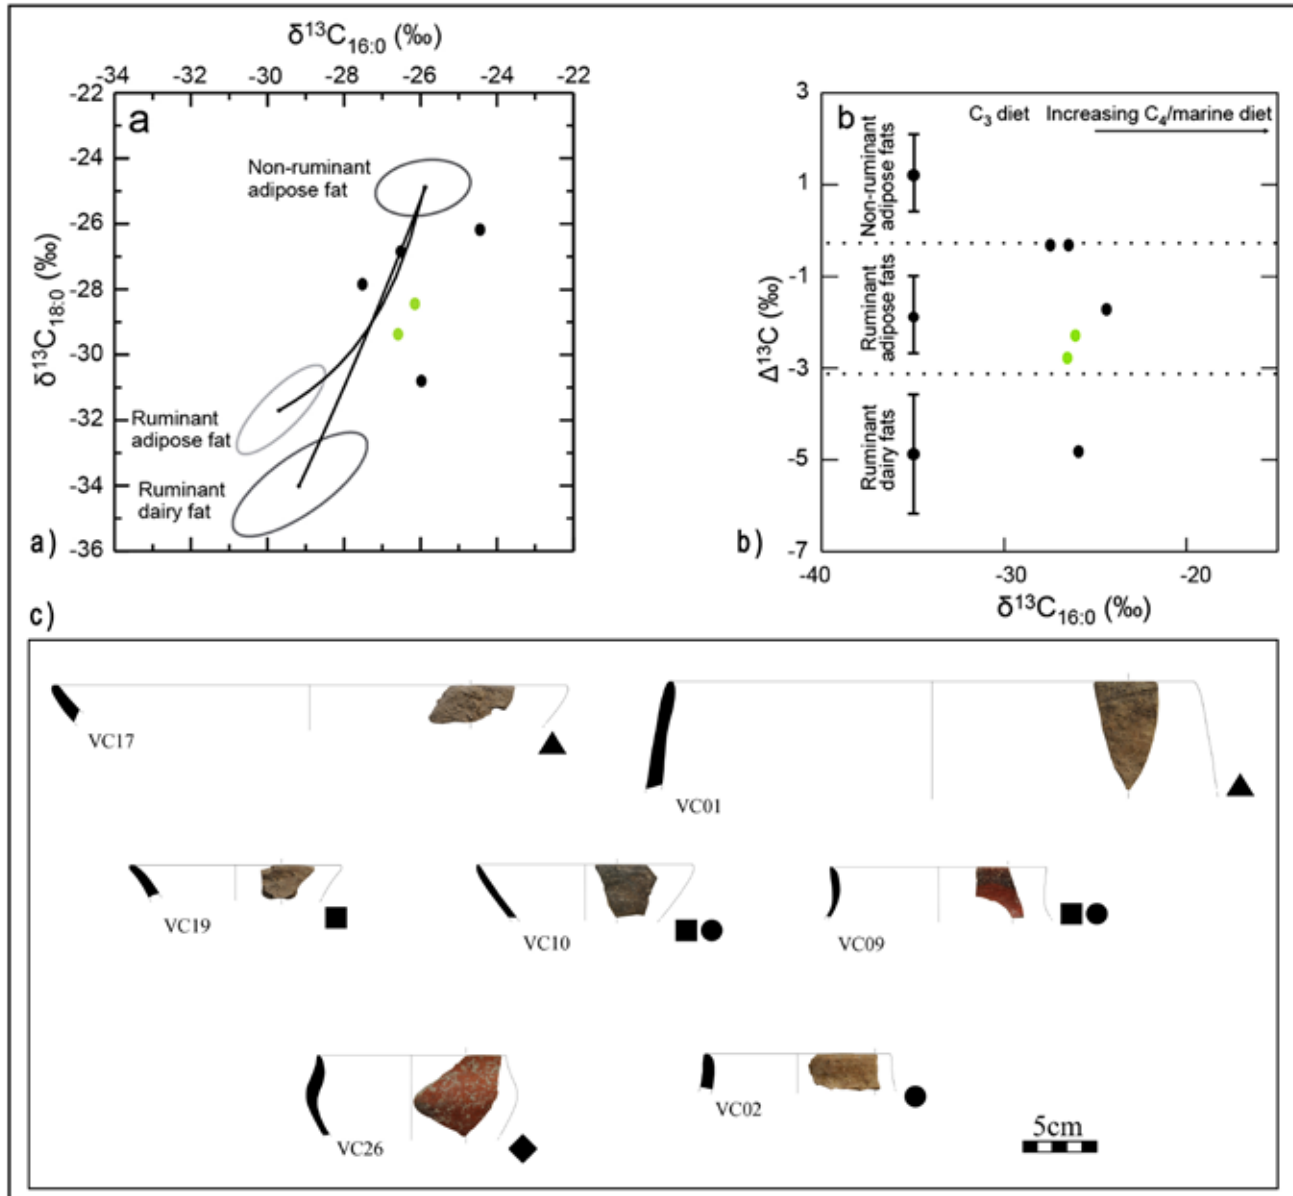 δ¹³C₁₆:₀ (‰)
-34 -32 -30 -28 -26 -24 -22
-22
-24
-26
-28
-30
-32
-34
-36
δ¹³C₁₈:₀ (‰)
a
Non-ruminant
adipose fat
Ruminant
adipose fat
Ruminant
dairy fat
a)
3
1
-1
-3
-5
-7
Δ¹³C (‰)
b
C₃ diet
Increasing C₄/marine diet
Non-ruminant
adipose fats
Ruminant
adipose fats
Ruminant
dairy fats
b)
-40 -30 -20
δ¹³C₁₆:₀ (‰)
c)
VC17
VC01
VC19
VC10
VC09
VC26
VC02
5cm